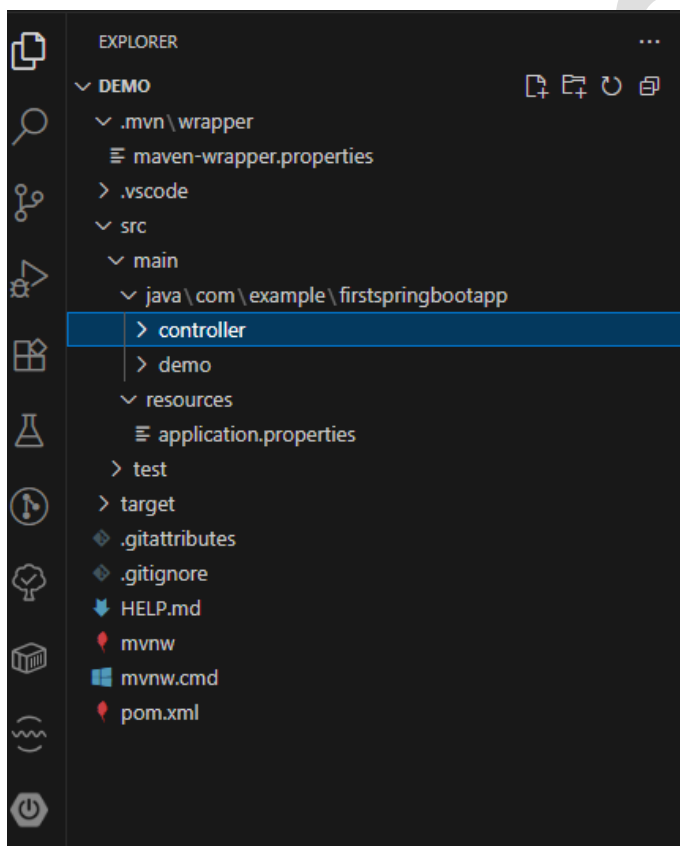 EXPLORER
DEMO
.mvn\wrapper
maven-wrapper.properties
.vscode
src
main
java\com\example\firstspringbootapp
controller
demo
resources
application.properties
test
target
.gitattributes
.gitignore
HELP.md
mvnw
mvnw.cmd
pom.xml